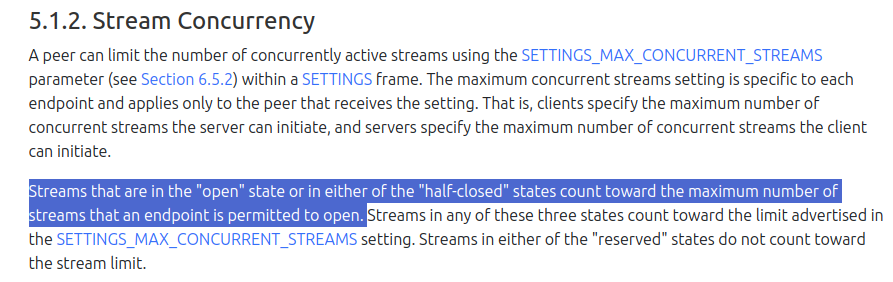 5.1.2. Stream Concurrency
A peer can limit the number of concurrently active streams using the SETTINGS_MAX_CONCURRENT_STREAMS
parameter (see Section 6.5.2) within a SETTINGS frame. The maximum concurrent streams setting is specific to each
endpoint and applies only to the peer that receives the setting. That is, clients specify the maximum number of
concurrent streams the server can initiate, and servers specify the maximum number of concurrent streams the client
can initiate.
Streams that are in the "open" state or in either of the "half-closed" states count toward the maximum number of
streams that an endpoint is permitted to open. Streams in any of these three states count toward the limit advertised in
the SETTINGS_MAX_CONCURRENT_STREAMS setting. Streams in either of the "reserved" states do not count toward
the stream limit.